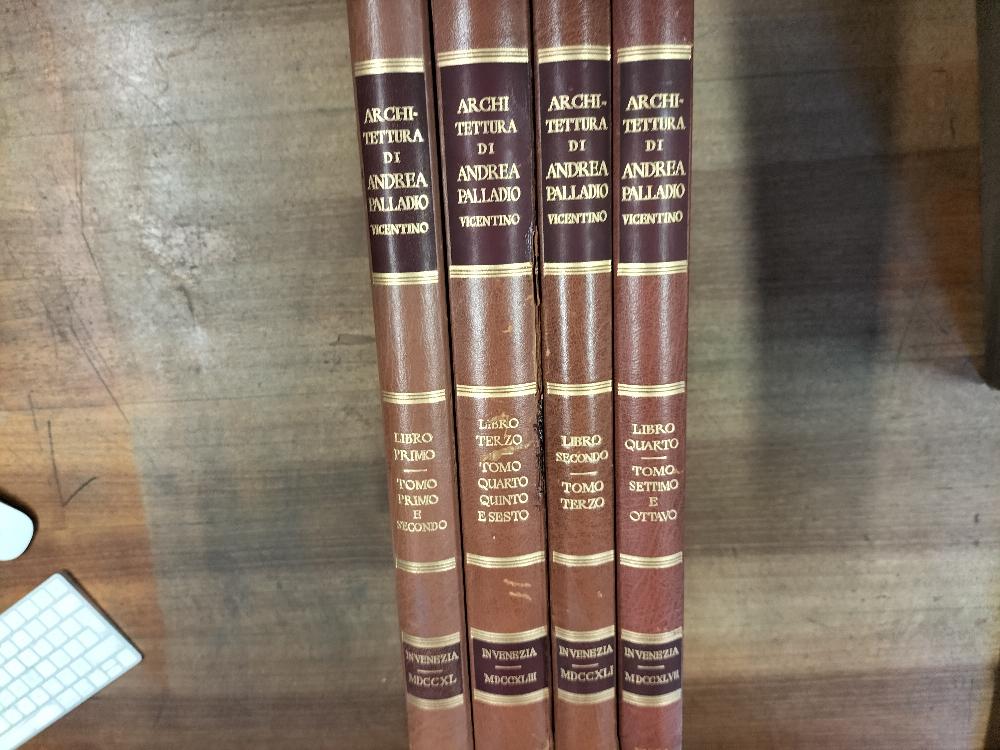 ARCHI-
TETTURA
DI
ANDREA
PALLADIO
VICENTINO
LIBRO
PRIMO
TOMO
PRIMO
E
SECONDO
IN VENEZIA
MDCCXL
ARCHI
TETTURA
DI
ANDREA
PALLADIO
VICENTINO
LIBRO
TERZO
TOMO
QUARTO
QUINTO
E SESTO
IN VENEZIA
MDCCXLIII
ARCHI-
TETTURA
DI
ANDREA
PALLADIO
VICENTINO
LIBRO
SECONDO
TOMO
TERZO
IN VENEZIA
MDCCXLI
ARCHI-
TETTURA
DI
ANDREA
PALLADIO
VICENTINO
LIBRO
QUARTO
TOMO
SETTIMO
E
OTTAVO
IN VENEZIA
MDCCXLVII